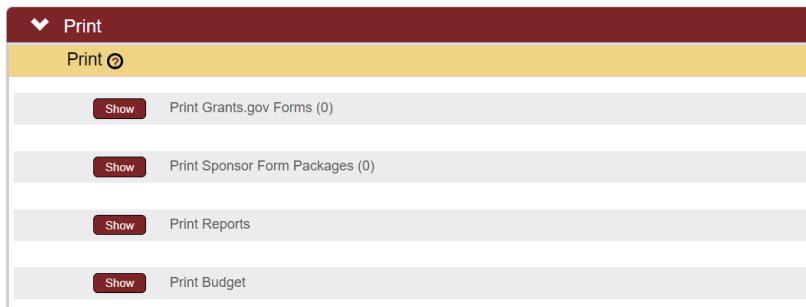 Print
Print ?
Show Print Grants.gov Forms (0)
Show Print Sponsor Form Packages (0)
Show Print Reports
Show Print Budget